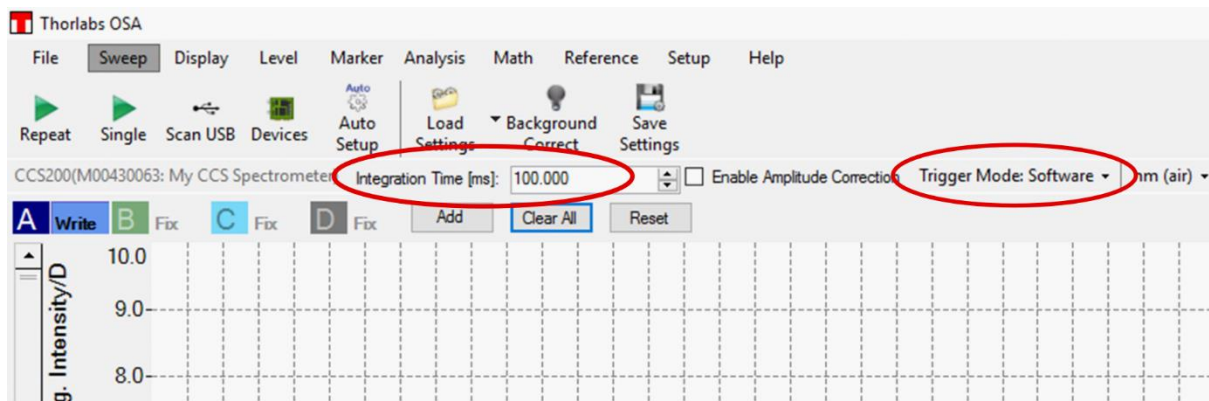 Thorlabs OSA
File Sweep Display Level Marker Analysis Math Reference Setup Help
Auto
Repeat Single Scan USB Devices Auto Setup Load Settings Background Correct Save Settings
CCS200(M00430063: My CCS Spectrometer Integration Time [ms]: 100.000 Enable Amplitude Correction Trigger Mode: Software nm (air)
A Write B Fix C Fix D Fix Add Clear All Reset
10.0
9.0
8.0
g. Intensity/D